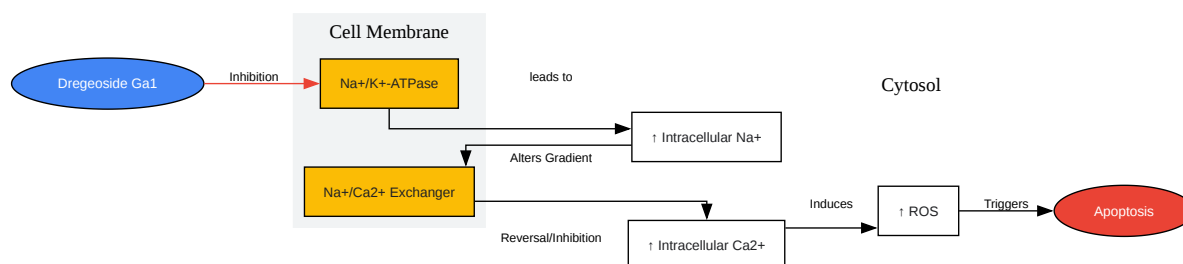 Cell Membrane
Dregeoside Ga1
Inhibition
Na+/K+-ATPase
leads to
Cytosol
↑ Intracellular Na+
Alters Gradient
Na+/Ca2+ Exchanger
Reversal/Inhibition
↑ Intracellular Ca2+
Induces
↑ ROS
Triggers
Apoptosis